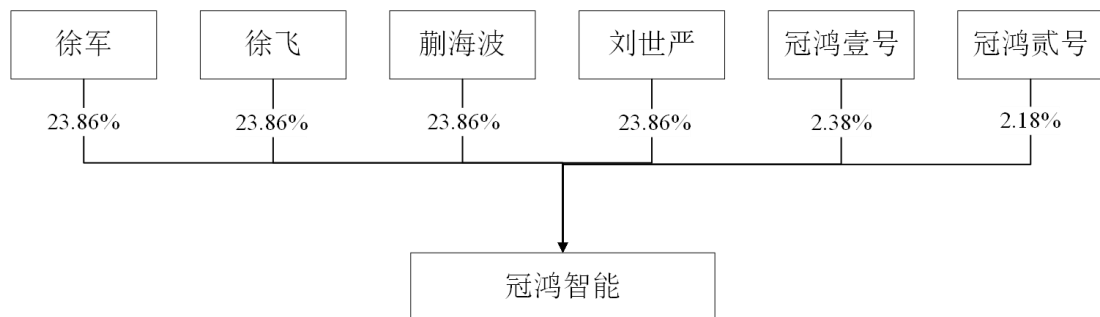 徐军
徐飞
蒯海波
刘世严
冠鸿壹号
冠鸿贰号
23.86%
23.86%
23.86%
23.86%
2.38%
2.18%
冠鸿智能